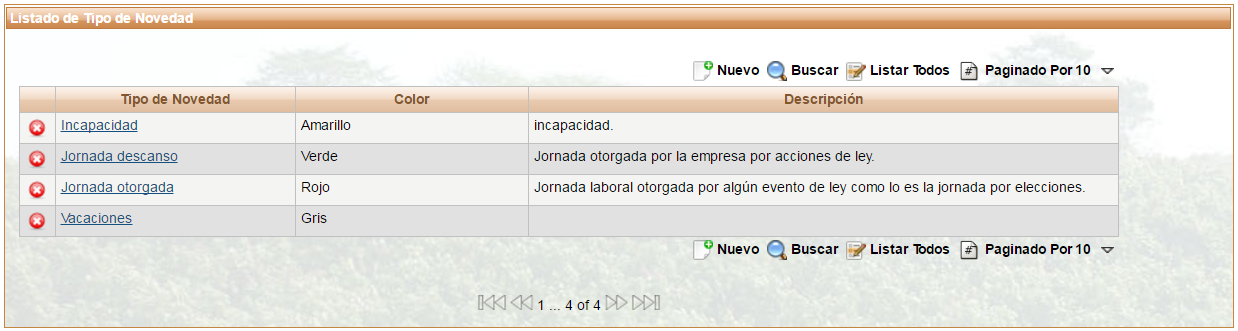 Listado de Tipo de Novedad
Nuevo Buscar Listar Todos # Paginado Por 10
Tipo de Novedad Color Descripción
Incapacidad Amarillo incapacidad.
Jornada descanso Verde Jornada otorgada por la empresa por acciones de ley.
Jornada otorgada Rojo Jornada laboral otorgada por algún evento de ley como lo es la jornada por elecciones.
Vacaciones Gris
Nuevo Buscar Listar Todos # Paginado Por 10
1 ... 4 of 4